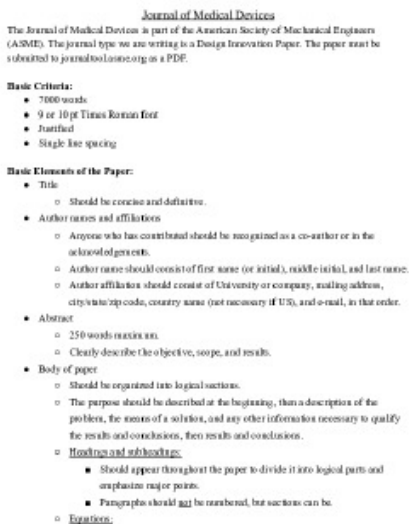 Journal of Medical Devices
The Journal of Medical Devices is part of the American Society of Mechanical Engineers
(ASME). The journal type we are writing is a Design Innovation Paper. The paper must be
submitted to journaltool.asme.org as a PDF.
Basic Criteria:
● 7000 words
● 9 or 10 pt Times Roman font
● Justified
● Single line spacing
Basic Elements of the Paper:
● Title
○ Should be concise and definitive.
● Author names and affiliations
○ Anyone who has contributed should be recognized as a co-author or in the
acknowledgements.
○ Author name should consist of first name (or initial), middle initial, and last name.
○ Author affiliation should consist of University or company, mailing address,
city/state/zip code, country name (not necessary if US), and e-mail, in that order.
● Abstract
○ 250 words maximum.
○ Clearly describe the objective, scope, and results.
● Body of paper
○ Should be organized into logical sections.
○ The purpose should be described at the beginning, then a description of the
problem, the means of a solution, and any other information necessary to qualify
the results and conclusions, then results and conclusions.
○ Headings and subheadings:
■ Should appear throughout the paper to divide it into logical parts and
emphasize major points.
■ Paragraphs should not be numbered, but sections can be.
○ Equations: